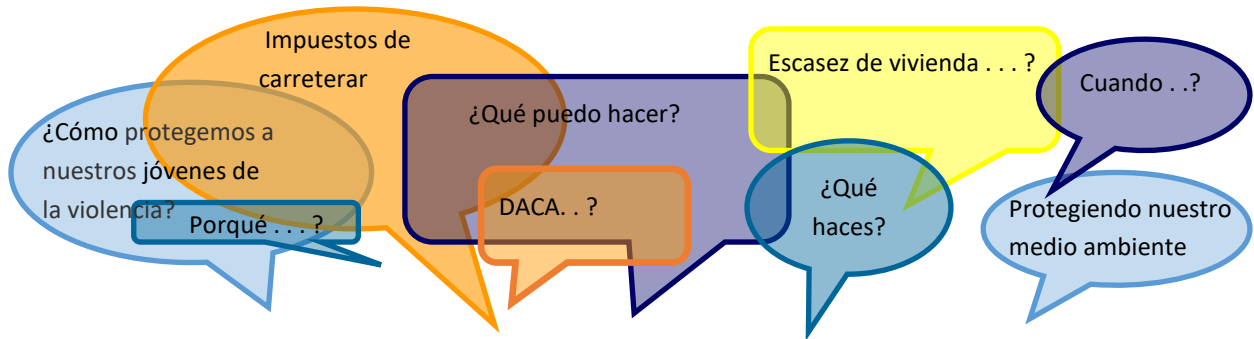 Impuestos de
carreterar
¿Cómo protegemos a
nuestros jóvenes de
la violencia?
Porqué . . . ?
¿Qué puedo hacer?
DACA. . ?
Escasez de vivienda . . . ?
¿Qué
haces?
Cuando . .?
Protegiendo nuestro
medio ambiente